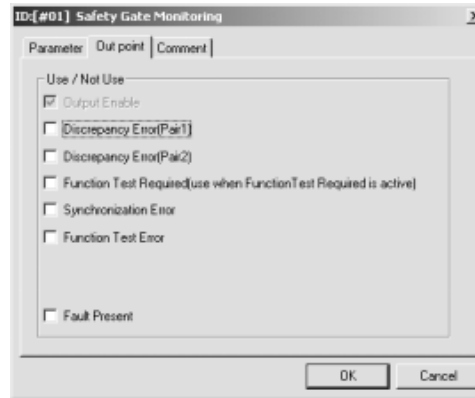 ID:[#01] Safety Gate Monitoring
Parameter Out point Comment
Use / Not Use
Output Enable
Discrepancy Error(Pair1)
Discrepancy Error(Pair2)
Function Test Required(use when FunctionTest Required is active)
Synchronization Error
Function Test Error
Fault Present
OK Cancel